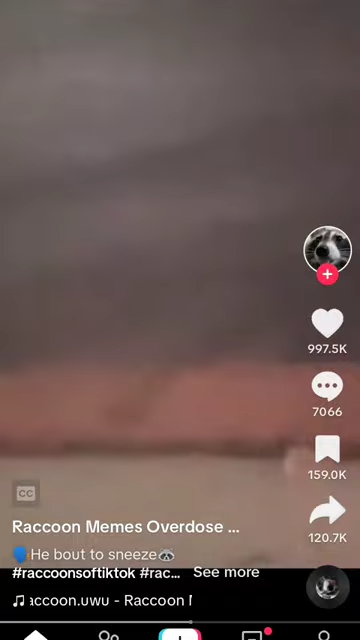 997.5K
7066
159.0K
120.7K
CC
Raccoon Memes Overdose ...
🗣️He bout to sneeze🦝
#raccoonsoftiktok #rac... See more
accoon.uwu - Raccoon